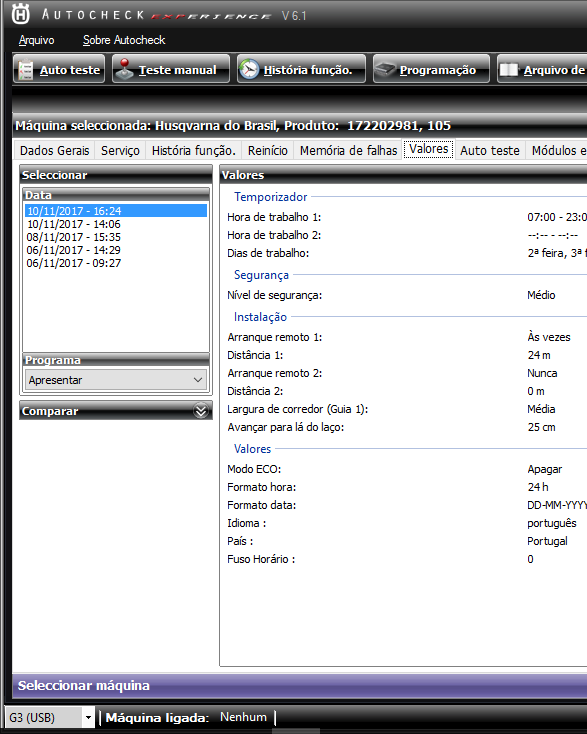 AUTOCHECK EXPERIENCE V 6.1
Arquivo Sobre Autocheck
Auto teste Teste manual História função. Programação Arquivo de
Máquina seleccionada: Husqvarna do Brasil, Produto: 172202981, 105
Dados Gerais Serviço História função. Reinício Memória de falhas Valores Auto teste Módulos e
Seleccionar
Data
10/11/2017 - 16:24
10/11/2017 - 14:06
08/11/2017 - 15:35
06/11/2017 - 14:29
06/11/2017 - 09:27
Programa
Apresentar
Comparar
Valores
Temporizador
Hora de trabalho 1: 07:00 - 23:0
Hora de trabalho 2: --:-- - --:--
Dias de trabalho: 2ª feira, 3ª f
Segurança
Nível de segurança: Médio
Instalação
Arranque remoto 1: Às vezes
Distância 1: 24 m
Arranque remoto 2: Nunca
Distância 2: 0 m
Largura de corredor (Guia 1): Média
Avançar para lá do laço: 25 cm
Valores
Modo ECO: Apagar
Formato hora: 24 h
Formato data: DD-MM-YYYY
Idioma : português
País : Portugal
Fuso Horário : 0
Seleccionar máquina
G3 (USB) Máquina ligada: Nenhum